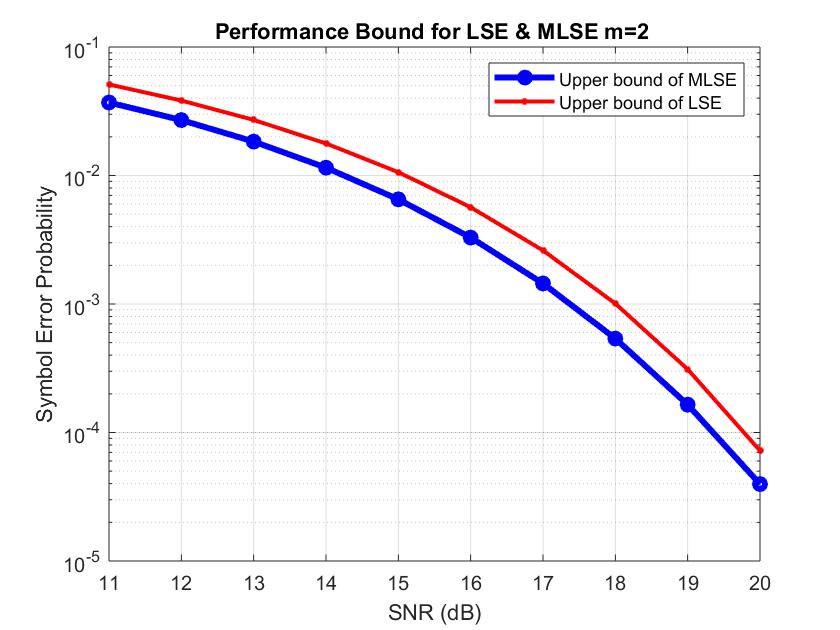 Performance Bound for LSE & MLSE m=2
Upper bound of MLSE
Upper bound of LSE
Symbol Error Probability
10-1
10-2
10-3
10-4
10-5
11 12 13 14 15 16 17 18 19 20
SNR (dB)